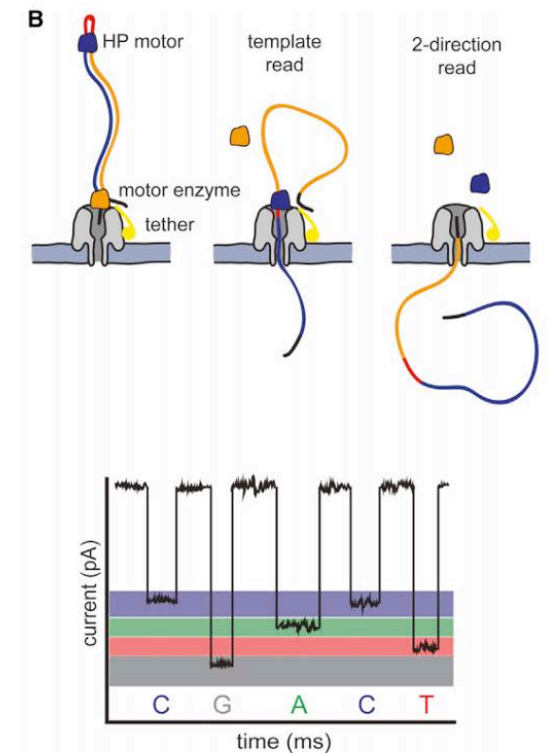 B
HP motor
template
read
2-direction
read
motor enzyme
tether
current (pA)
C G A C T
time (ms)